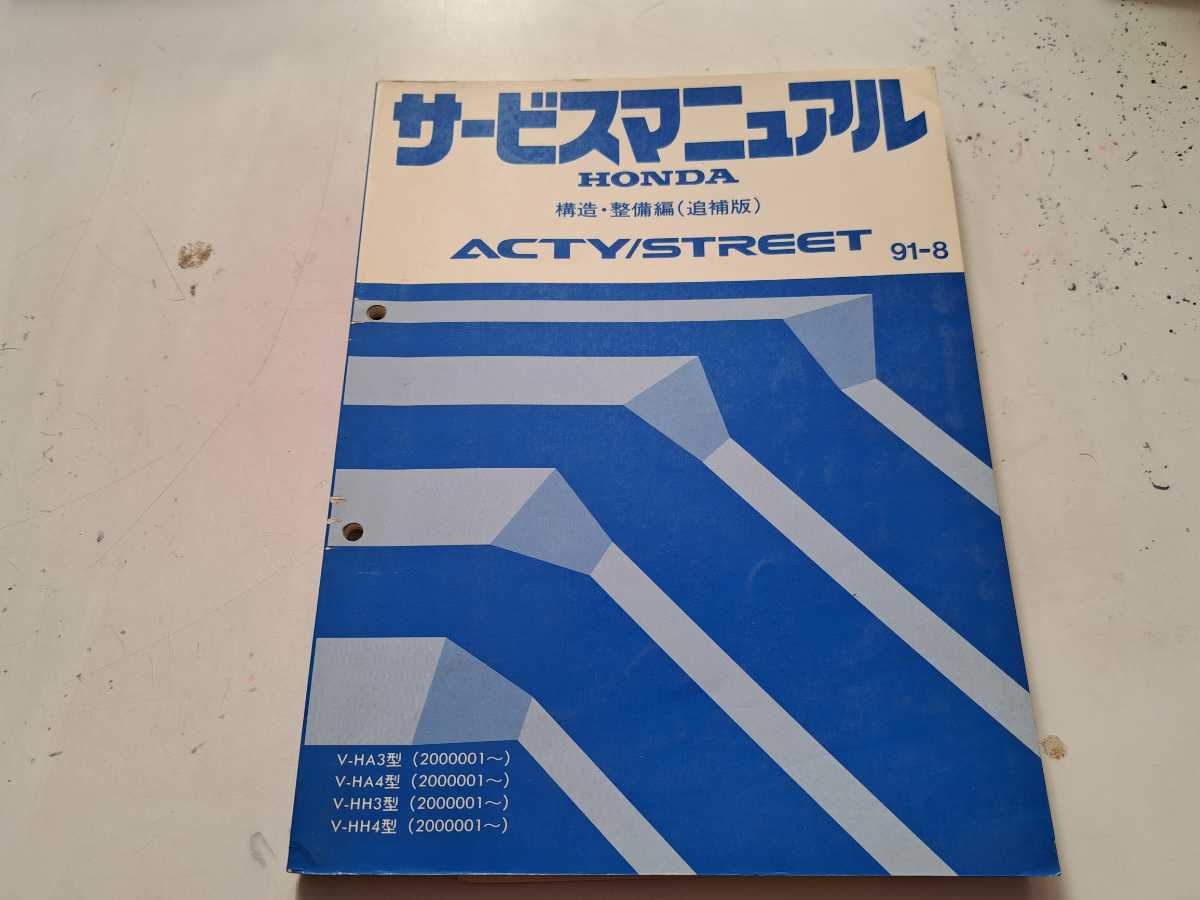 サービスマニュアル
HONDA
構造・整備編(追補版)
ACTY/STREET 91-8
V-HA3型 (2000001~)
V-HA4型 (2000001~)
V-HH3型 (2000001~)
V-HH4型 (2000001~)